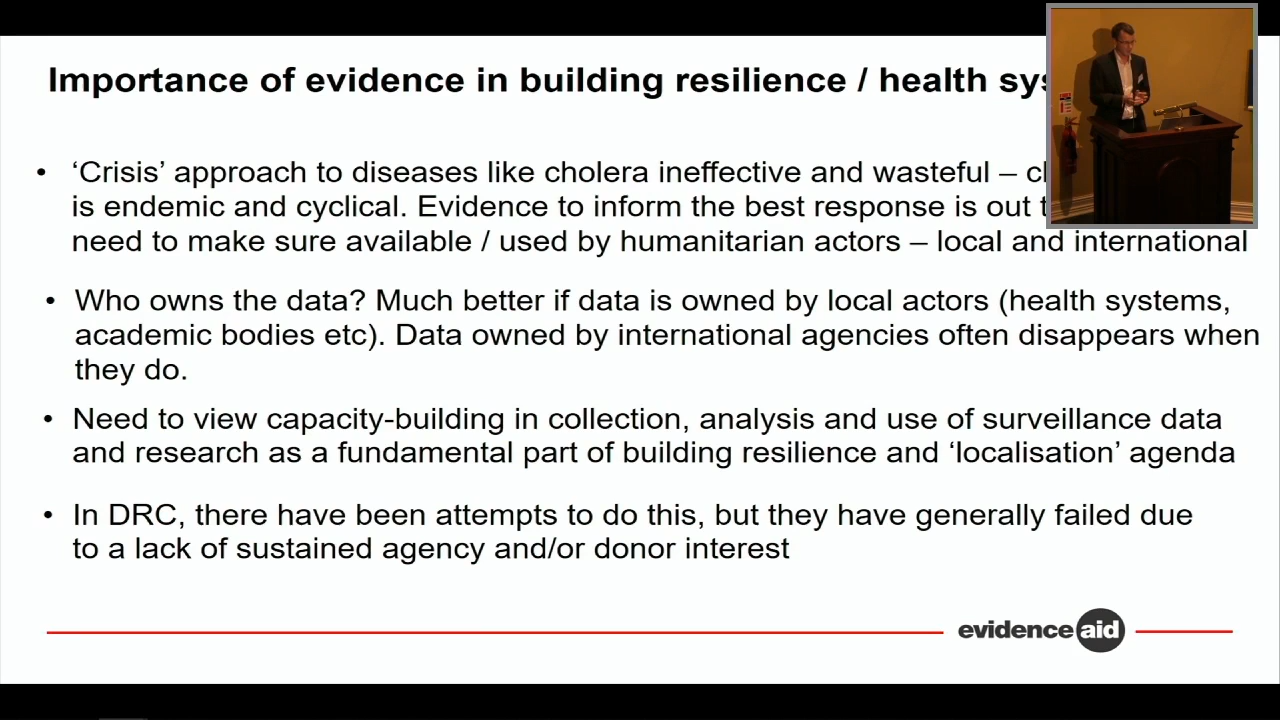 Importance of evidence in building resilience / health
• ‘Crisis’ approach to diseases like cholera ineffective and wasteful –
is endemic and cyclical. Evidence to inform the best response is out
need to make sure available / used by humanitarian actors – local and international
• Who owns the data? Much better if data is owned by local actors (health systems,
academic bodies etc). Data owned by international agencies often disappears when
they do.
• Need to view capacity-building in collection, analysis and use of surveillance data
and research as a fundamental part of building resilience and ‘localisation’ agenda
• In DRC, there have been attempts to do this, but they have generally failed due
to a lack of sustained agency and/or donor interest
evidence aid